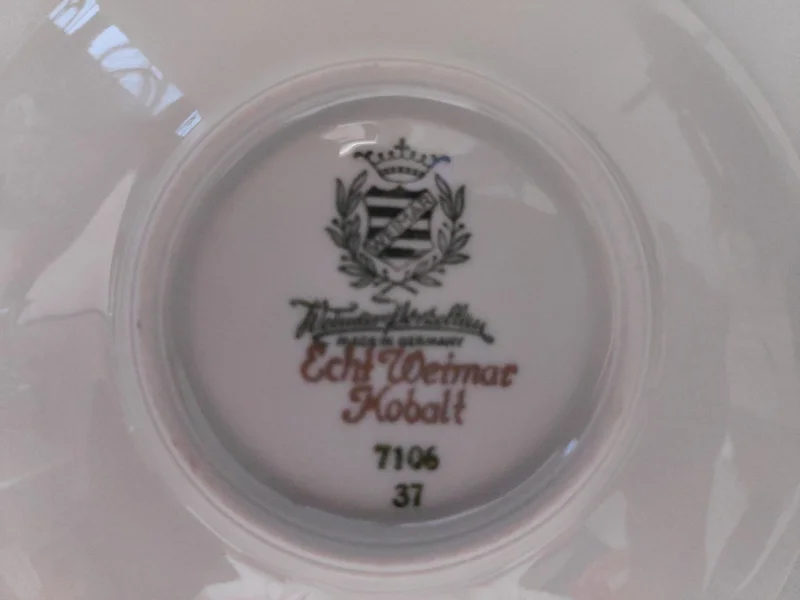 WEIMAR
Weimar Porzellan
MADE IN GERMANY
Echt Weimar
Kobalt
7106
37